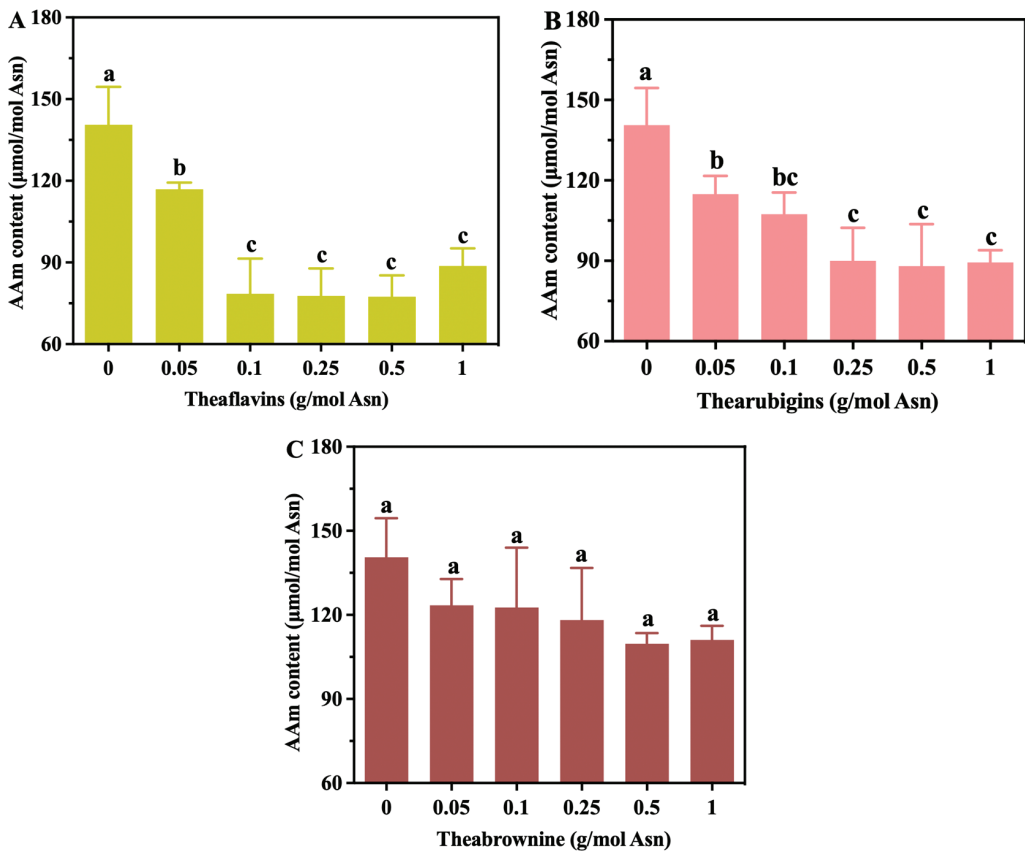 A
AAm content (μmol/mol Asn)
180
150
120
90
60
a
b
c
c
c
c
0 0.05 0.1 0.25 0.5 1
Theaflavins (g/mol Asn)
B
AAm content (μmol/mol Asn)
180
150
120
90
60
a
b
bc
c
c
c
0 0.05 0.1 0.25 0.5 1
Thearubigins (g/mol Asn)
C
AAm content (μmol/mol Asn)
180
150
120
90
60
a
a
a
a
a
a
0 0.05 0.1 0.25 0.5 1
Theabrownine (g/mol Asn)